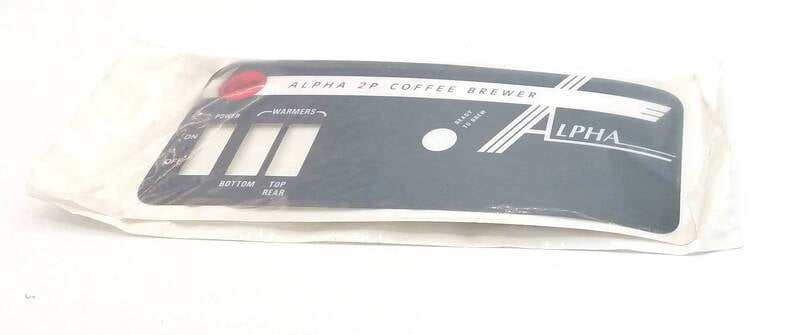 ALPHA 2P COFFEE BREWER
POWER
WARMERS
ON
OFF
READY
TO BREW
ALPHA
BOTTOM
TOP
REAR